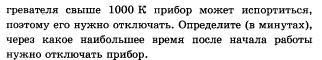 гревателя свыше 1000 К прибор может испортиться,
поэтому его нужно отключать. Определите (в минутах),
через какое наибольшее время после начала работы
нужно отключать прибор.